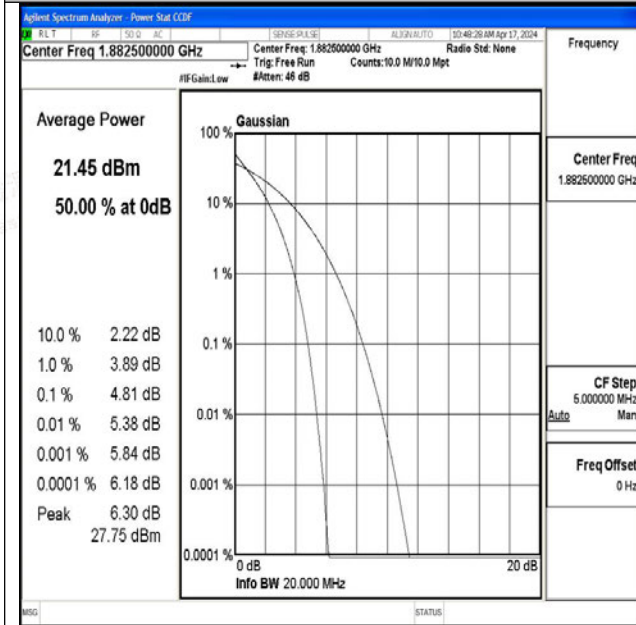 Agilent Spectrum Analyzer - Power Stat CCDF
RL T RF 50 Ω AC SENSE:PULSE ALIGN AUTO 10:48:28 AM Apr 17, 2024
Center Freq 1.882500000 GHz
Center Freq: 1.882500000 GHz Radio Std: None
Trig: Free Run Counts:10.0 M/10.0 Mpt
#IFGain:Low #Atten: 46 dB
Frequency
Average Power
21.45 dBm
50.00 % at 0dB
10.0 % 2.22 dB
1.0 % 3.89 dB
0.1 % 4.81 dB
0.01 % 5.38 dB
0.001 % 5.84 dB
0.0001 % 6.18 dB
Peak 6.30 dB
27.75 dBm
Gaussian
100 %
10 %
1 %
0.1 %
0.01 %
0.001 %
0.0001 %
0 dB 20 dB
Info BW 20.000 MHz
Center Freq
1.882500000 GHz
CF Step
5.000000 MHz
Auto Man
Freq Offset
0 Hz
MSG STATUS